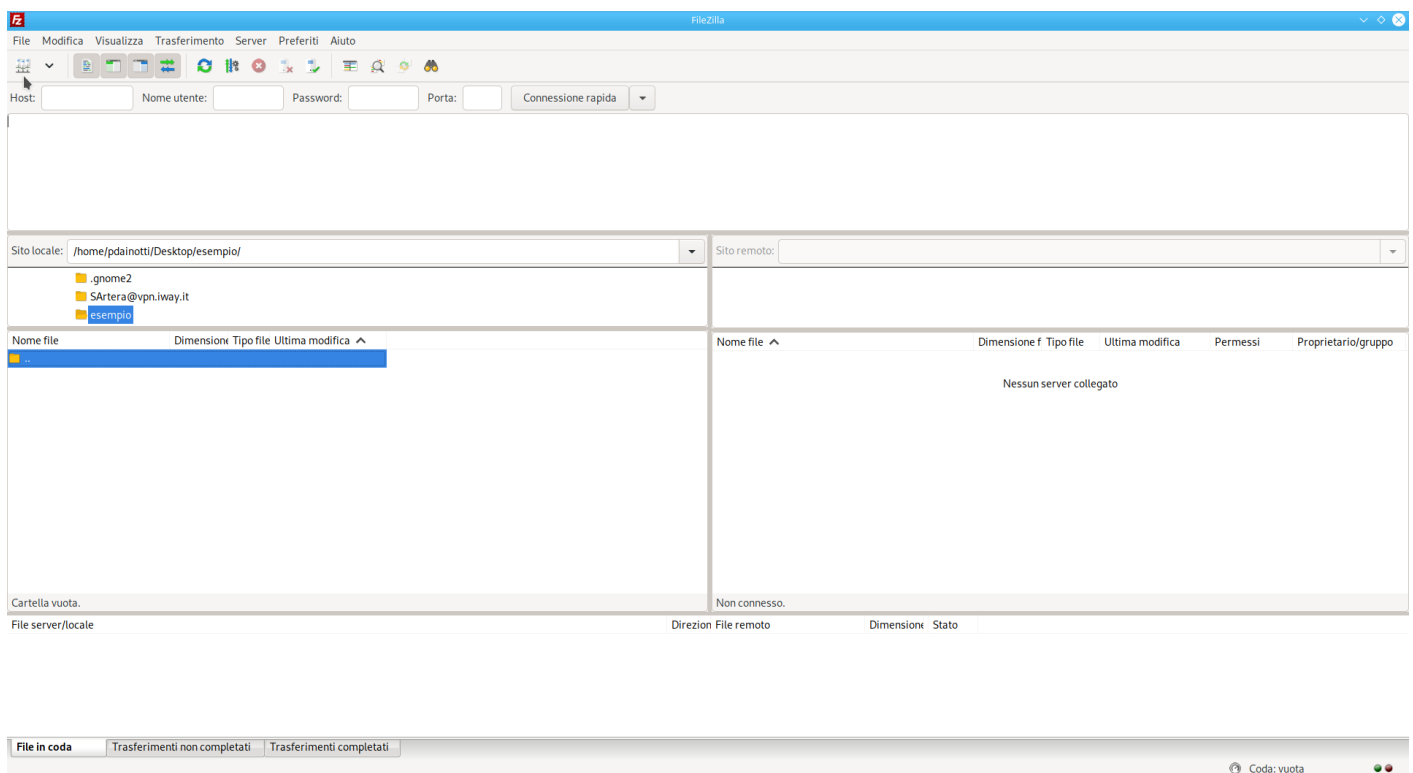 Fz
FileZilla
File Modifica Visualizza Trasferimento Server Preferiti Aiuto
Host: Nome utente: Password: Porta: Connessione rapida
Sito locale: /home/pdainotti/Desktop/esempio/
Sito remoto:
.gnome2
SArtera@vpn.iway.it
esempio
Nome file Dimensione Tipo file Ultima modifica
..
Nome file Dimensione f Tipo file Ultima modifica Permessi Proprietario/gruppo
Nessun server collegato
Cartella vuota.
Non connesso.
File server/locale Direzion File remoto Dimensione Stato
File in coda Trasferimenti non completati Trasferimenti completati
Coda: vuota